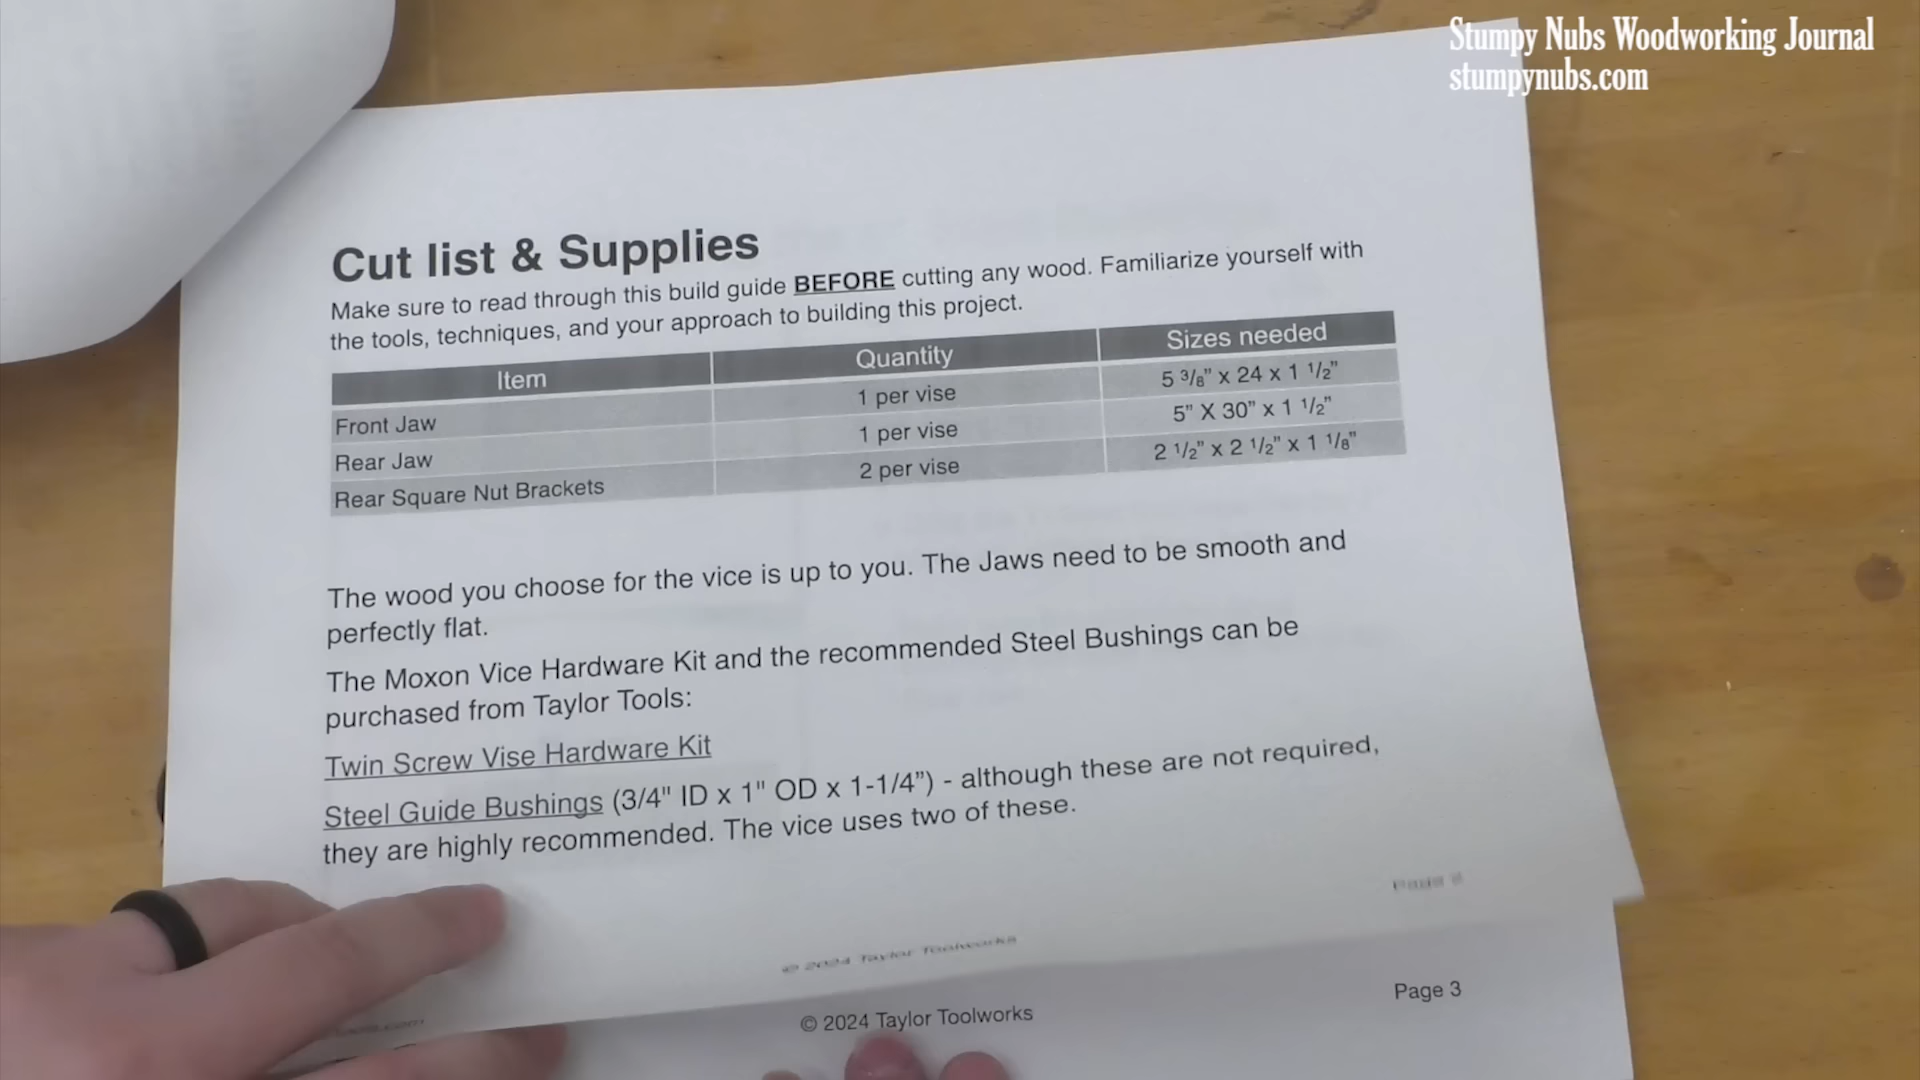 Stumpy Nubs Woodworking Journal
stumpynubs.com
Cut list & Supplies
Make sure to read through this build guide BEFORE cutting any wood. Familiarize yourself with
the tools, techniques, and your approach to building this project.
Item Quantity Sizes needed
Front Jaw 1 per vise 5 3/8” x 24 x 1 1/2”
Rear Jaw 1 per vise 5” X 30” x 1 1/2”
Rear Square Nut Brackets 2 per vise 2 1/2” x 2 1/2” x 1 1/8”
The wood you choose for the vice is up to you. The Jaws need to be smooth and
perfectly flat.
The Moxon Vice Hardware Kit and the recommended Steel Bushings can be
purchased from Taylor Tools:
Twin Screw Vise Hardware Kit
Steel Guide Bushings (3/4" ID x 1" OD x 1-1/4”) - although these are not required,
they are highly recommended. The vice uses two of these.
© 2024 Taylor Toolworks
© 2024 Taylor Toolworks
Page 3